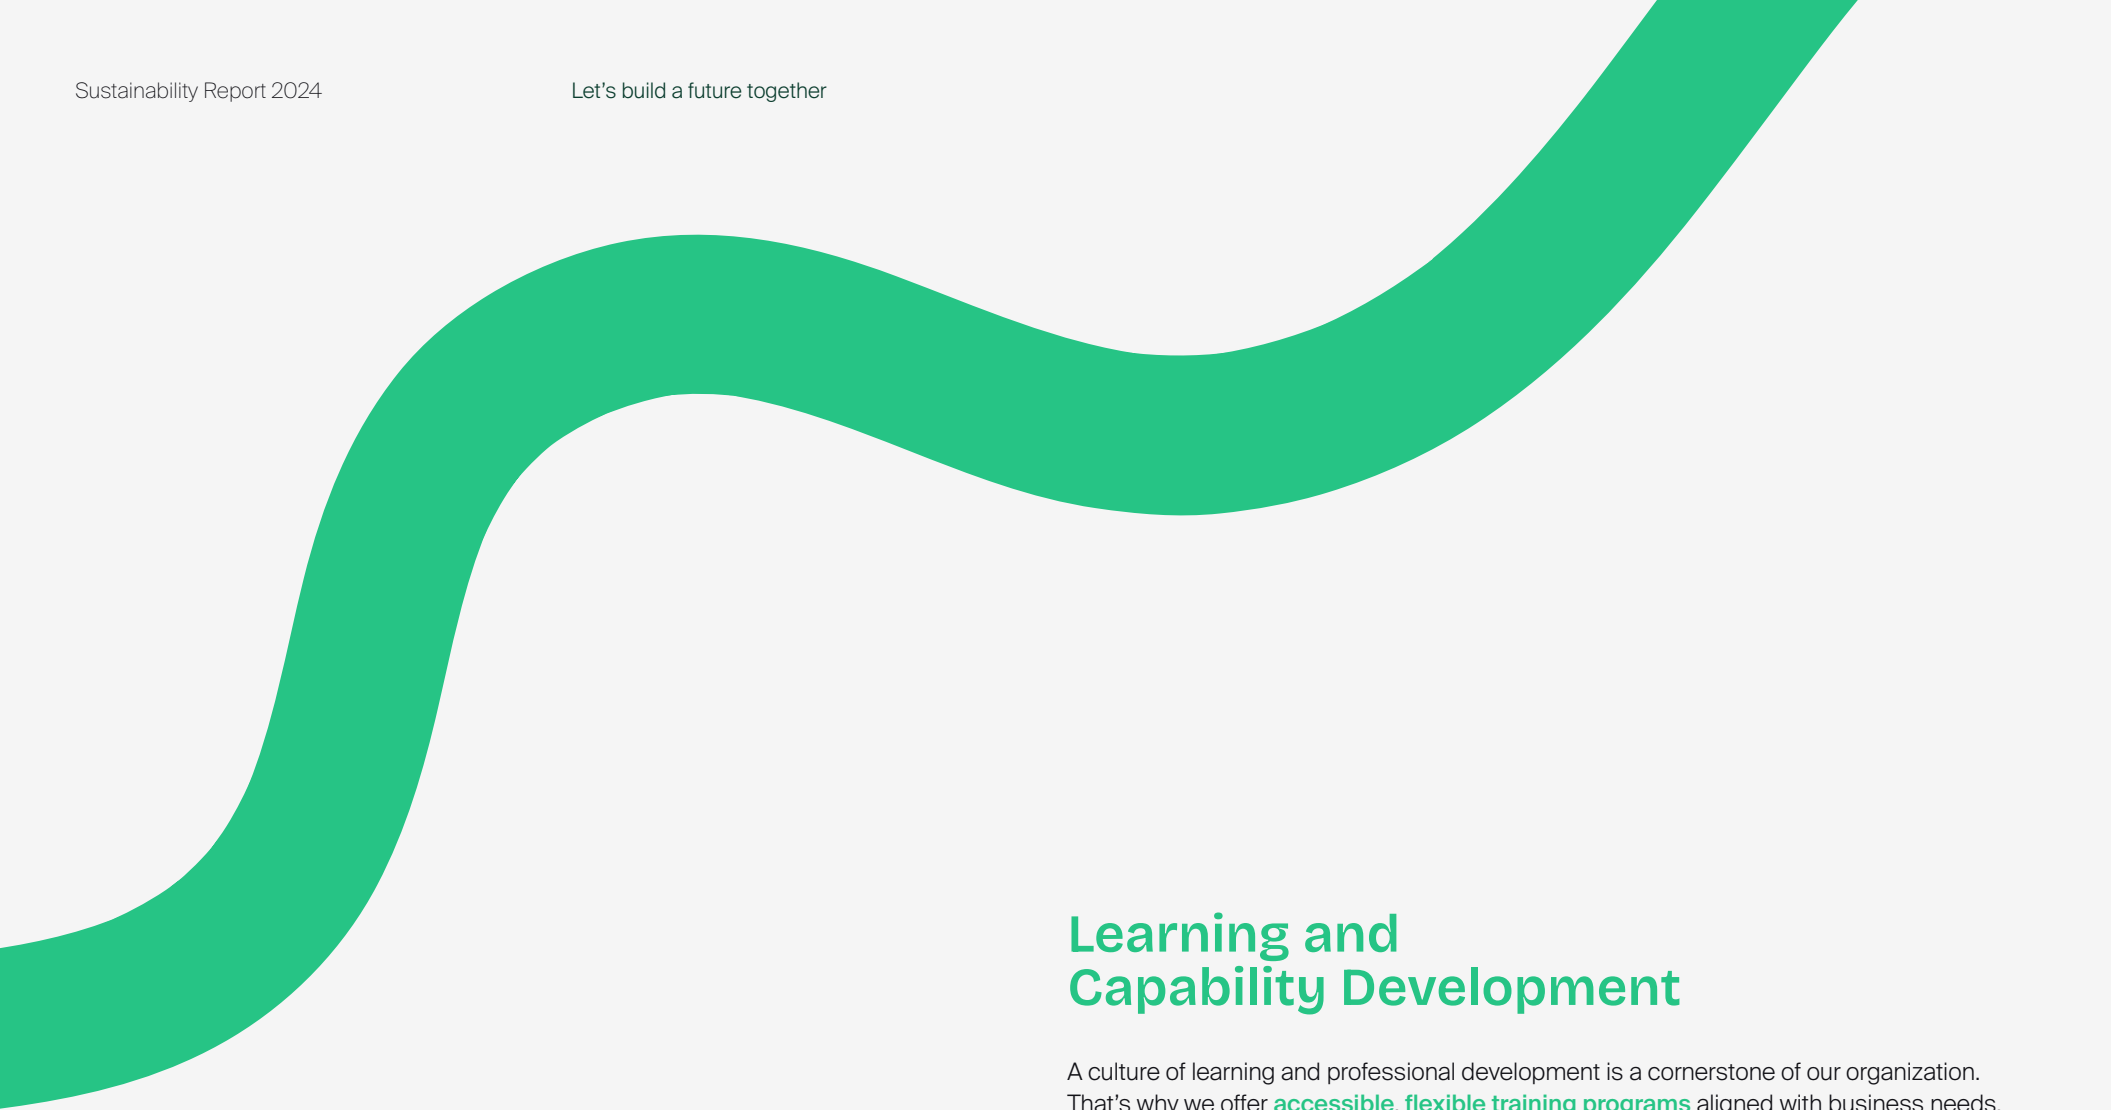 Sustainability Report 2024
Let's build a future together
Learning and
Capability Development
A culture of learning and professional development is a cornerstone of our organization.
That's why we offer accessible, flexible training programs aligned with business needs